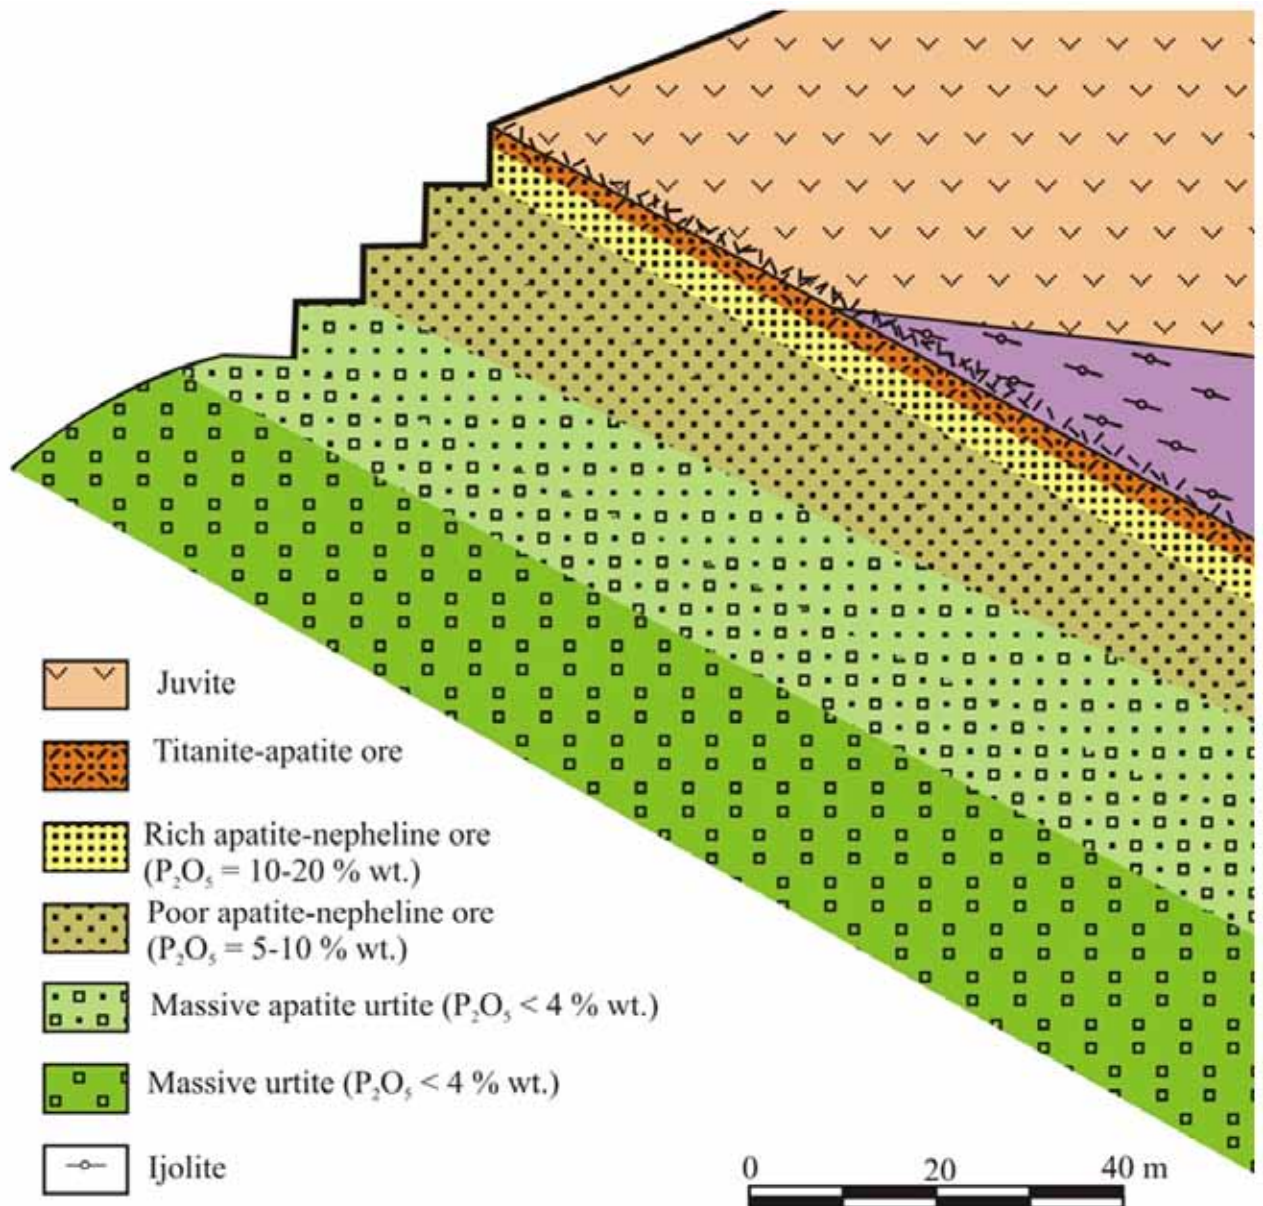 Juvite
Titanite-apatite ore
Rich apatite-nepheline ore
(P₂O₅ = 10-20 % wt.)
Poor apatite-nepheline ore
(P₂O₅ = 5-10 % wt.)
Massive apatite urtite (P₂O₅ < 4 % wt.)
Massive urtite (P₂O₅ < 4 % wt.)
Ijolite
0 20 40 m